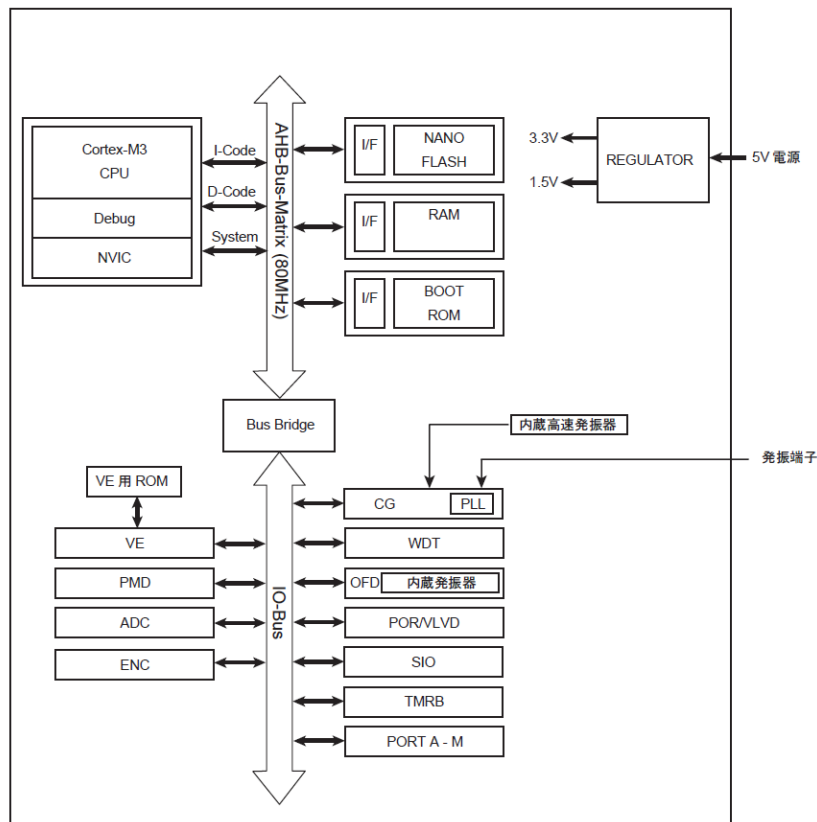 Cortex-M3
CPU
Debug
NVIC
I-Code
D-Code
System
AHB-Bus-Matrix (80MHz)
I/F
NANO
FLASH
I/F
RAM
I/F
BOOT
ROM
3.3V
1.5V
REGULATOR
5V 電源
Bus Bridge
内蔵高速発振器
発振端子
VE 用 ROM
VE
PMD
ADC
ENC
IO-Bus
CG
PLL
WDT
OFD
内蔵発振器
POR/VLVD
SIO
TMRB
PORT A - M